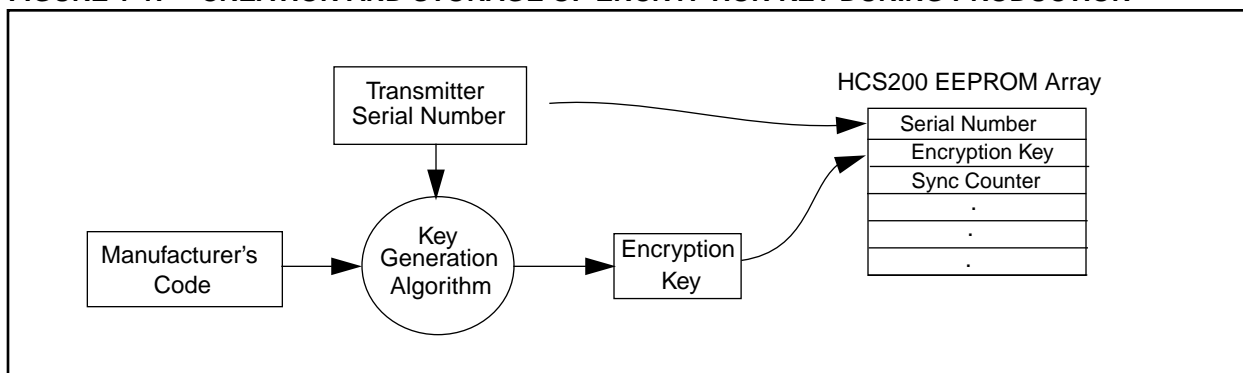 Transmitter
Serial Number
HCS200 EEPROM Array
Serial Number
Encryption Key
Sync Counter
.
.
.
Manufacturer's
Code
Key
Generation
Algorithm
Encryption
Key